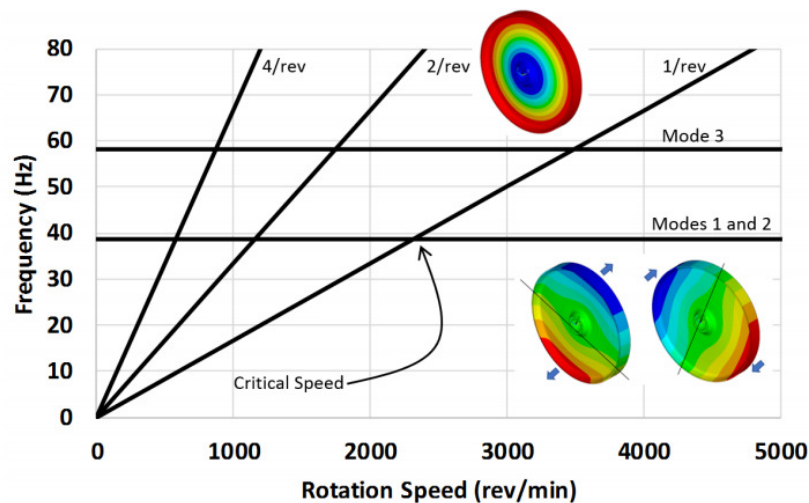 80
70
60
50
40
30
20
10
0
Frequency (Hz)
4/rev
2/rev
1/rev
Mode 3
Modes 1 and 2
Critical Speed
0 1000 2000 3000 4000 5000
Rotation Speed (rev/min)